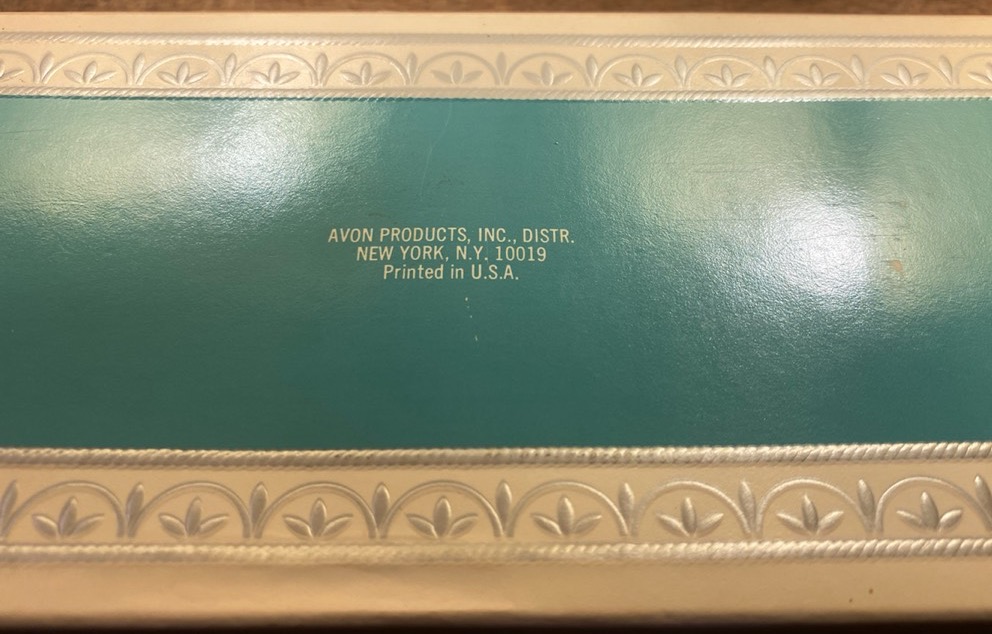 AVON PRODUCTS, INC., DISTR.
NEW YORK, N.Y. 10019
Printed in U.S.A.